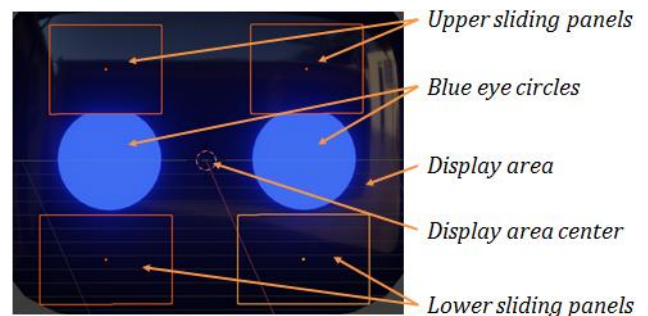 Upper sliding panels
Blue eye circles
Display area
Display area center
Lower sliding panels